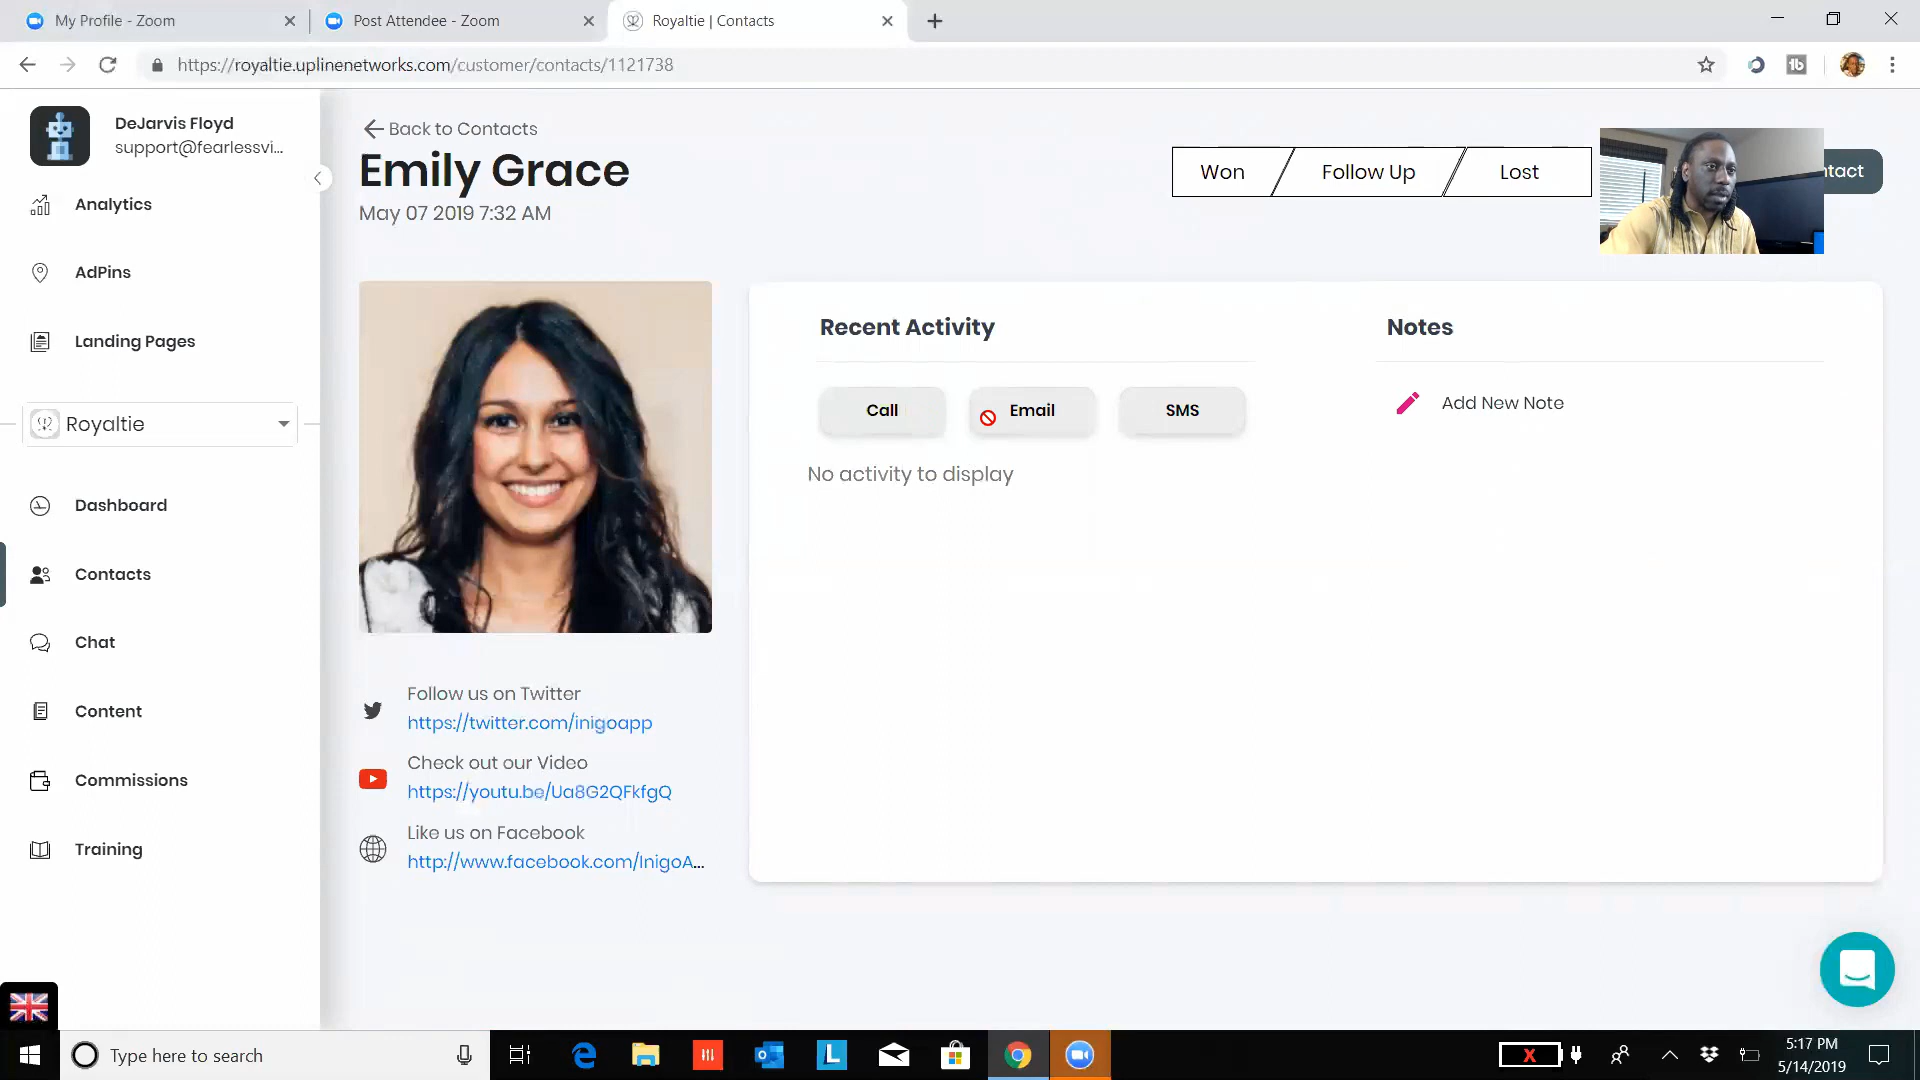 My Profile - Zoom
Post Attendee - Zoom
Royaltie | Contacts
https://royaltie.uplinenetworks.com/customer/contacts/1121738
DeJarvis Floyd
support@fearlessvi...
Analytics
AdPins
Landing Pages
Royaltie
Dashboard
Contacts
Chat
Content
Commissions
Training
Back to Contacts
Emily Grace
May 07 2019 7:32 AM
Won
Follow Up
Lost
ntact
Recent Activity
Call
Email
SMS
No activity to display
Notes
Add New Note
Follow us on Twitter
https://twitter.com/inigoapp
Check out our Video
https://youtu.be/Ua8G2QFkfgQ
Like us on Facebook
http://www.facebook.com/InigoA...
Type here to search
5:17 PM
5/14/2019